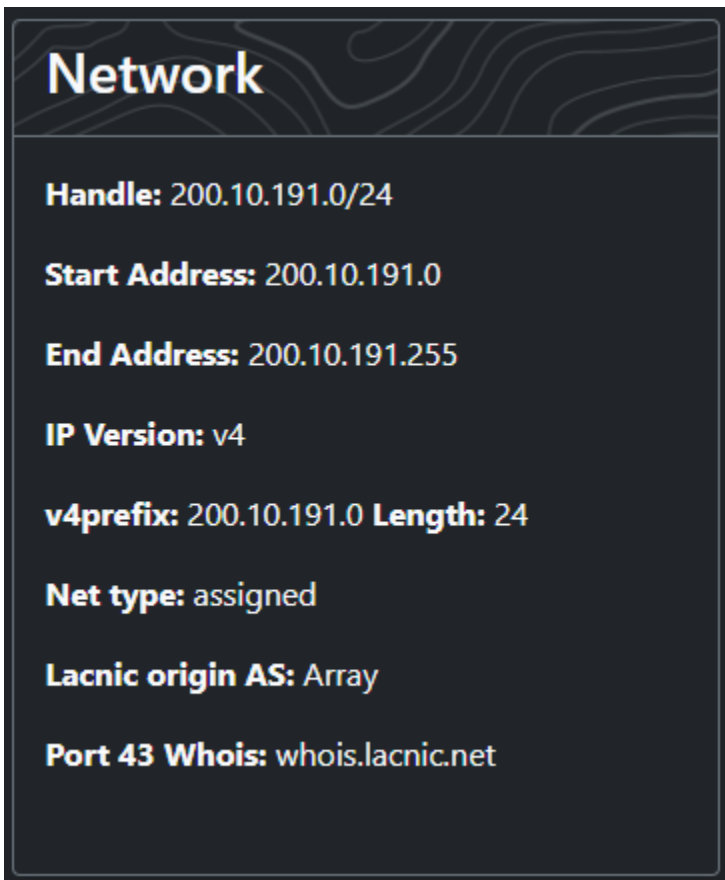 Network
Handle: 200.10.191.0/24
Start Address: 200.10.191.0
End Address: 200.10.191.255
IP Version: v4
v4prefix: 200.10.191.0 Length: 24
Net type: assigned
Lacnic origin AS: Array
Port 43 Whois: whois.lacnic.net